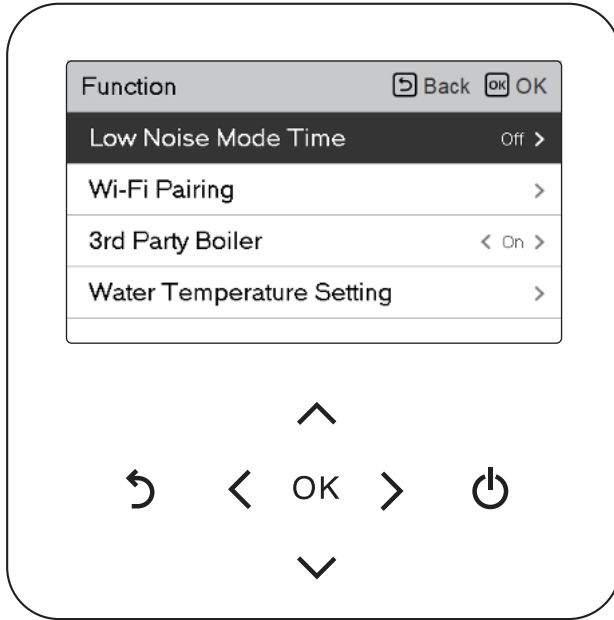 Function Back OK OK
Low Noise Mode Time Off >
Wi-Fi Pairing >
3rd Party Boiler < On >
Water Temperature Setting >
OK